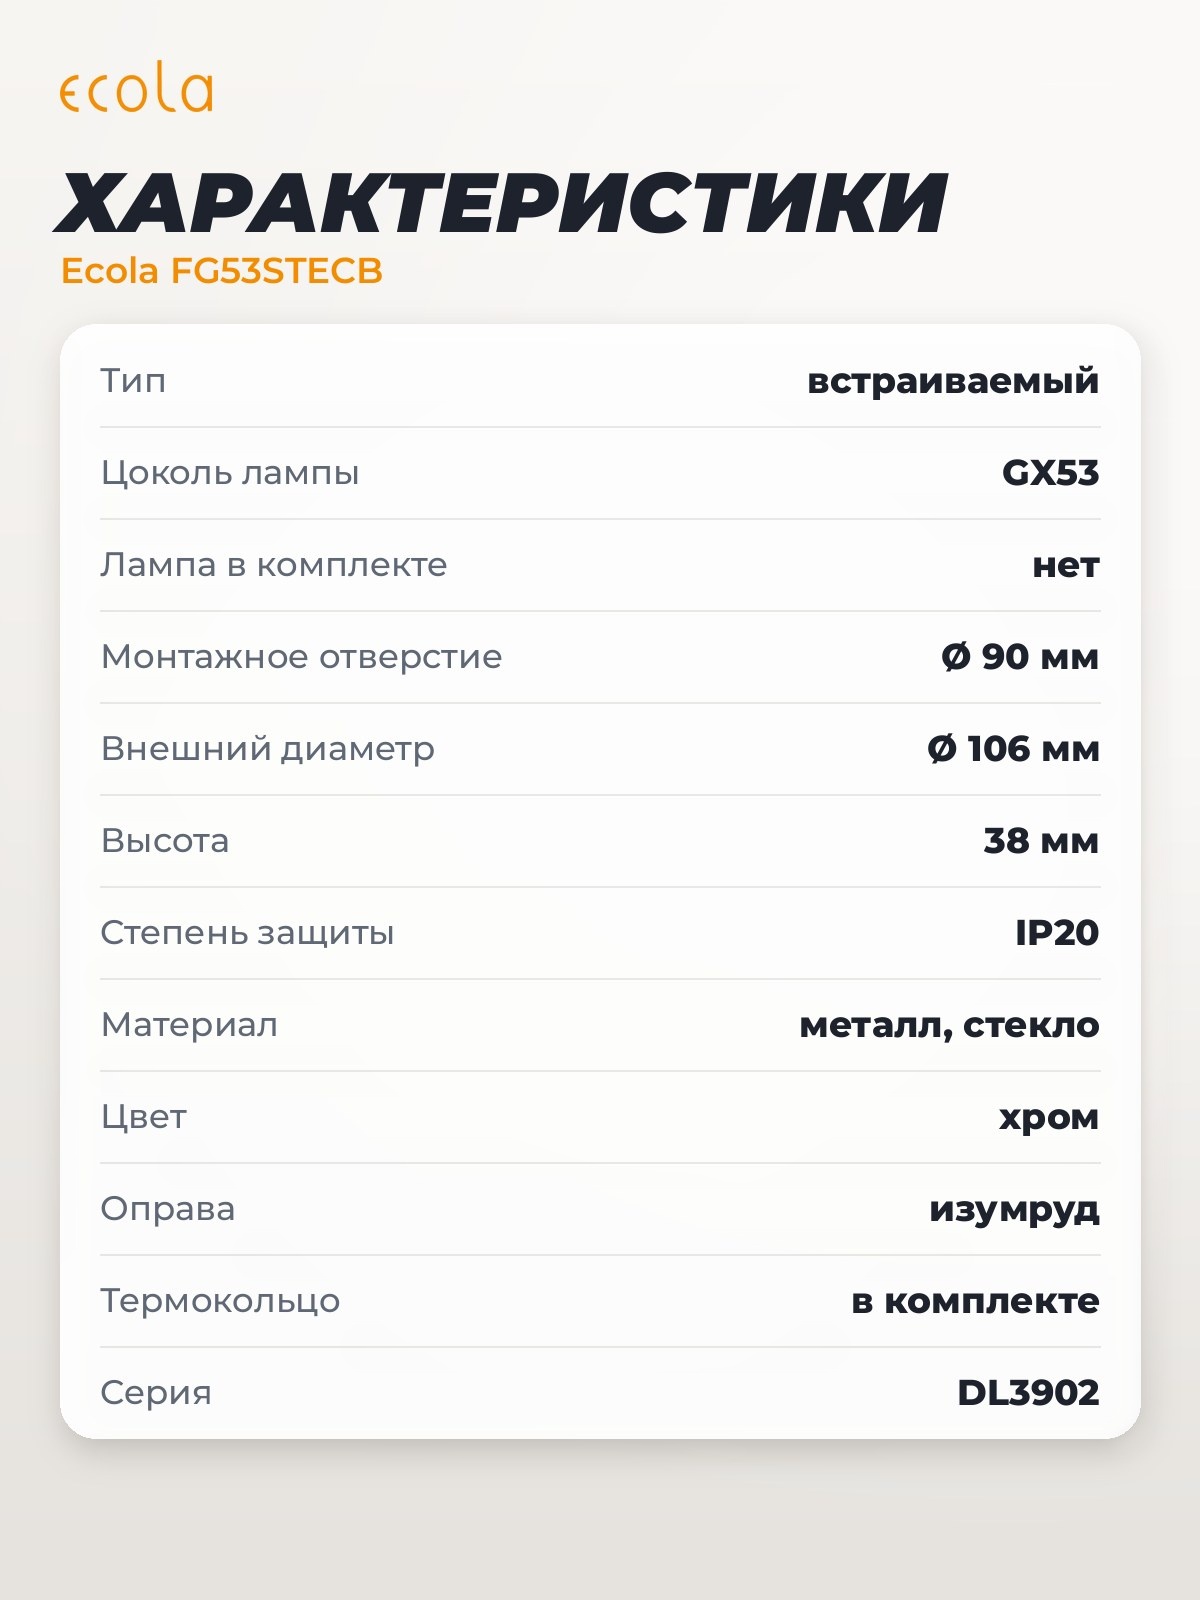 ecola
ХАРАКТЕРИСТИКИ
Ecola FG53STECB
Тип встраиваемый
Цоколь лампы GX53
Лампа в комплекте нет
Монтажное отверстие Ø 90 мм
Внешний диаметр Ø 106 мм
Высота 38 мм
Степень защиты IP20
Материал металл, стекло
Цвет хром
Оправа изумруд
Термокольцо в комплекте
Серия DL3902